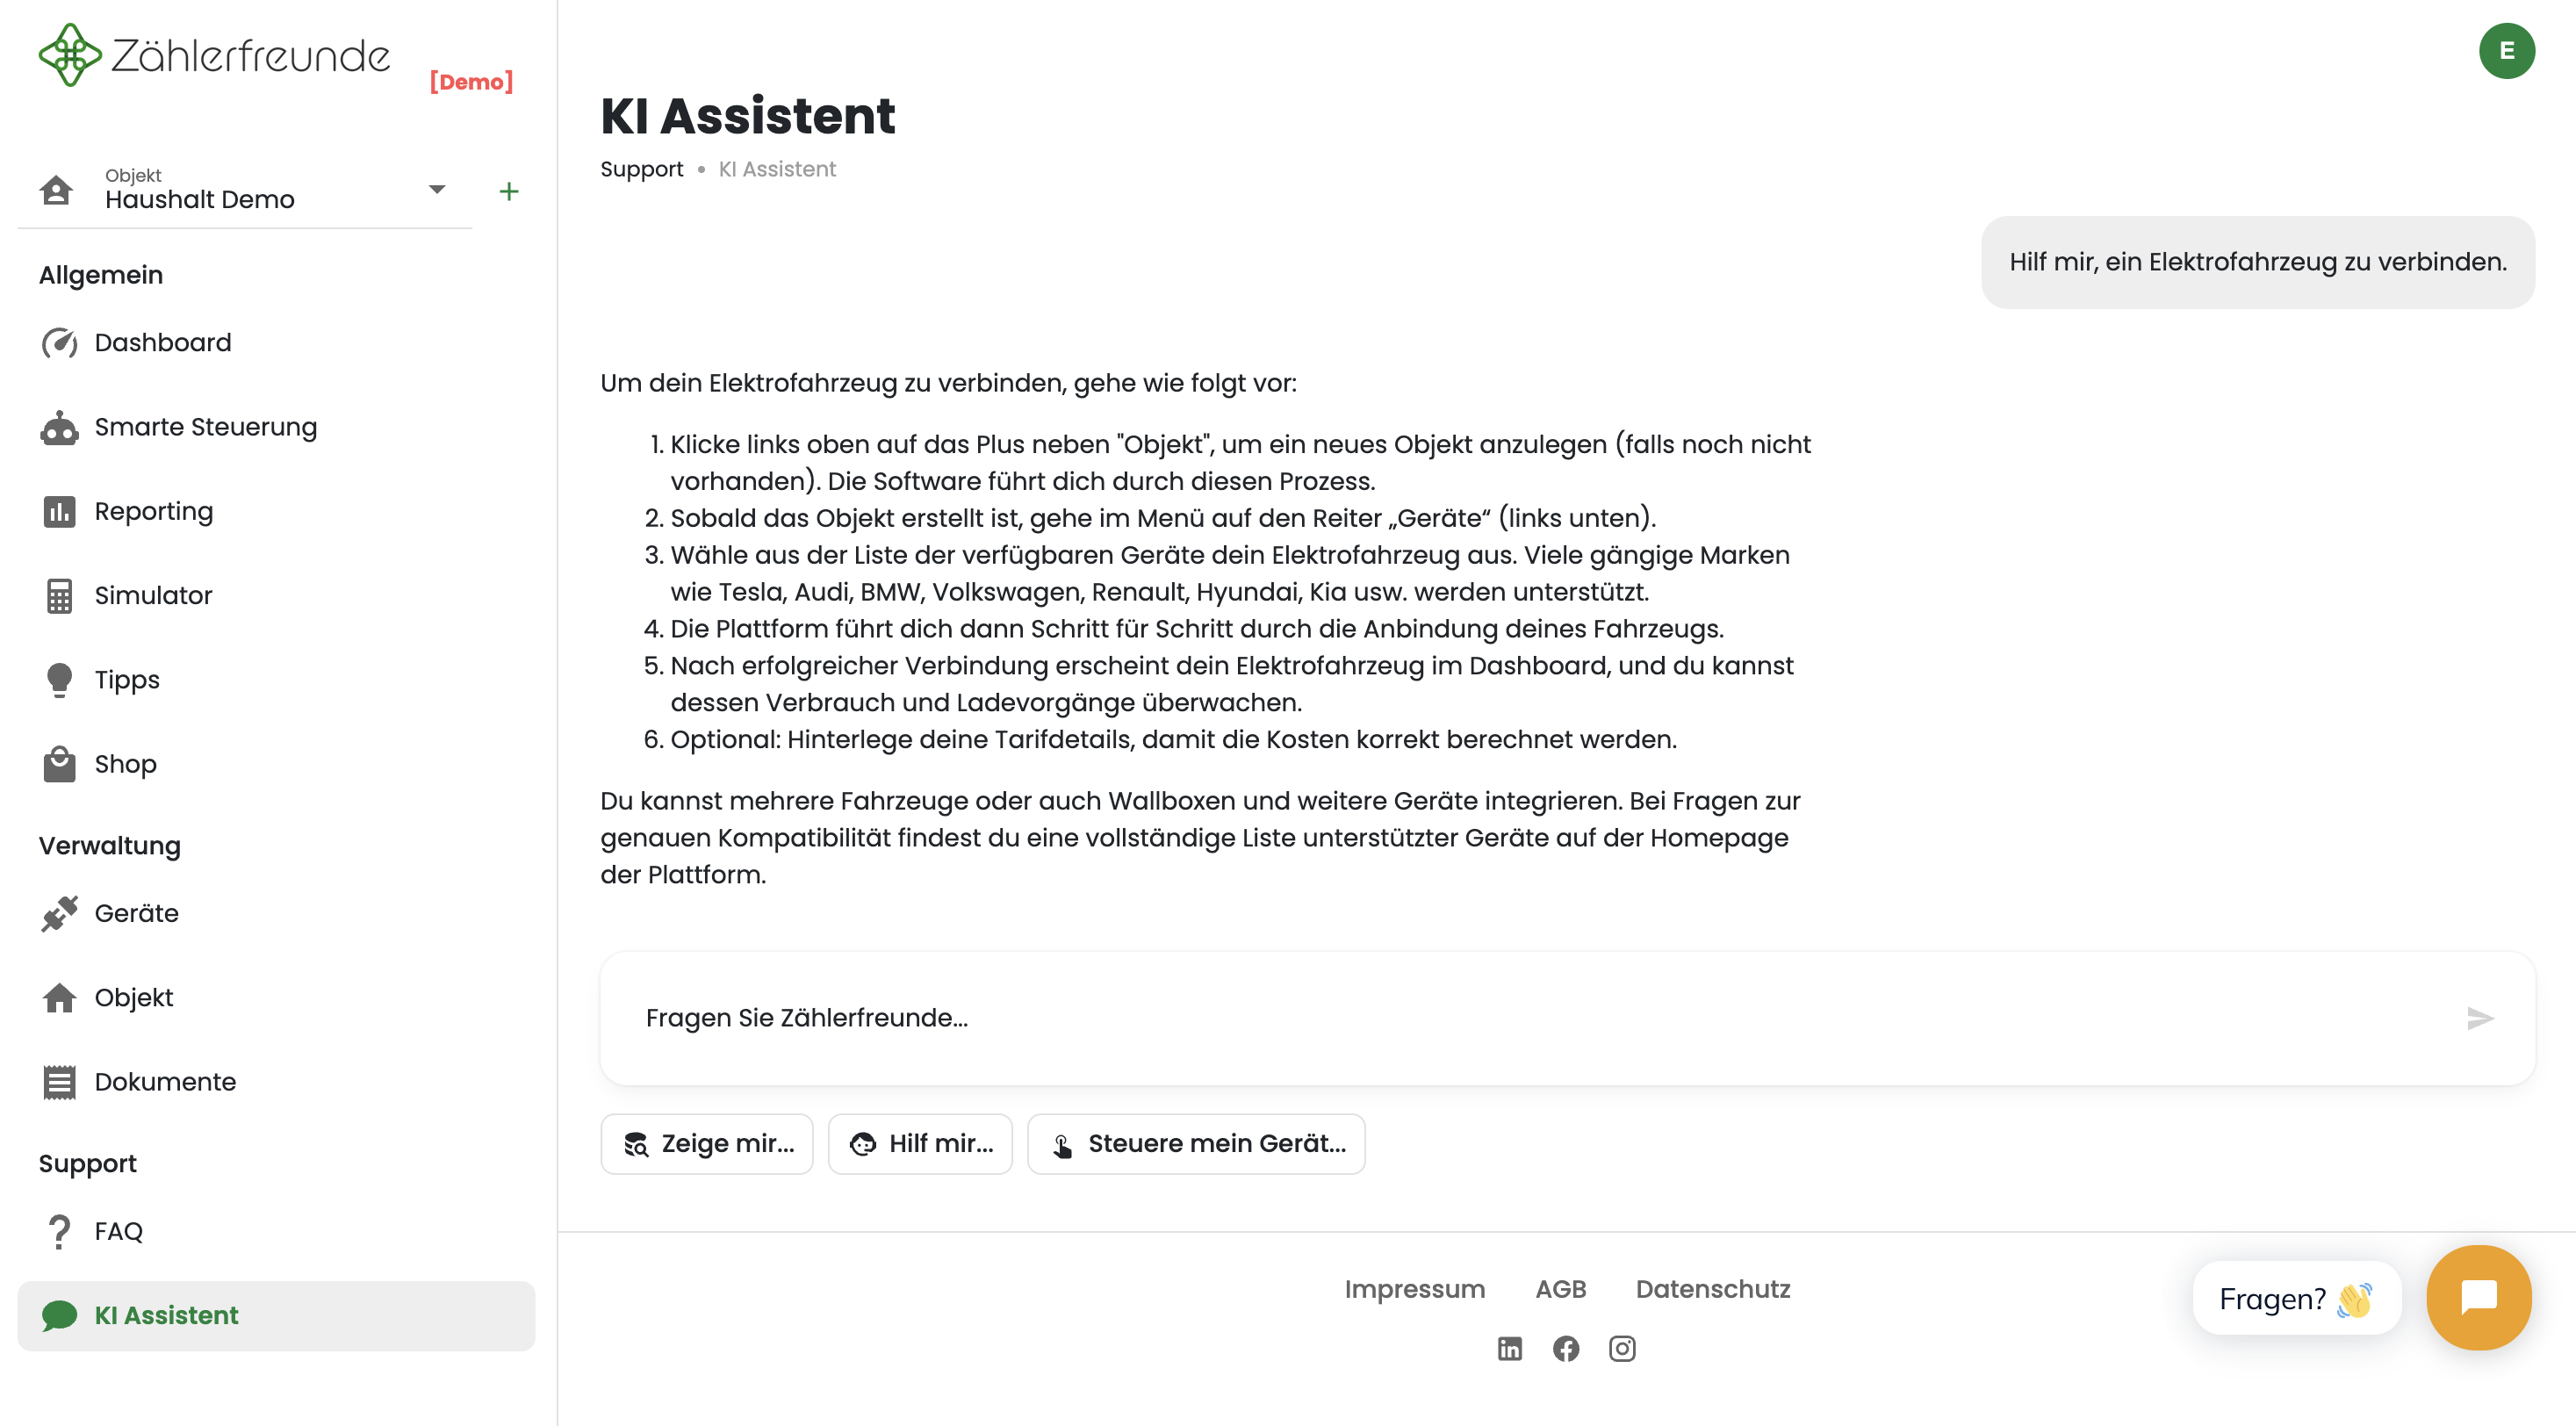 Zählerfreunde
[Demo]
Objekt
Haushalt Demo
+
Allgemein
Dashboard
Smarte Steuerung
Reporting
Simulator
Tipps
Shop
Verwaltung
Geräte
Objekt
Dokumente
Support
FAQ
KI Assistent
E
KI Assistent
Support • KI Assistent
Hilf mir, ein Elektrofahrzeug zu verbinden.
Um dein Elektrofahrzeug zu verbinden, gehe wie folgt vor:
1. Klicke links oben auf das Plus neben "Objekt", um ein neues Objekt anzulegen (falls noch nicht
vorhanden). Die Software führt dich durch diesen Prozess.
2. Sobald das Objekt erstellt ist, gehe im Menü auf den Reiter „Geräte“ (links unten).
3. Wähle aus der Liste der verfügbaren Geräte dein Elektrofahrzeug aus. Viele gängige Marken
wie Tesla, Audi, BMW, Volkswagen, Renault, Hyundai, Kia usw. werden unterstützt.
4. Die Plattform führt dich dann Schritt für Schritt durch die Anbindung deines Fahrzeugs.
5. Nach erfolgreicher Verbindung erscheint dein Elektrofahrzeug im Dashboard, und du kannst
dessen Verbrauch und Ladevorgänge überwachen.
6. Optional: Hinterlege deine Tarifdetails, damit die Kosten korrekt berechnet werden.
Du kannst mehrere Fahrzeuge oder auch Wallboxen und weitere Geräte integrieren. Bei Fragen zur
genauen Kompatibilität findest du eine vollständige Liste unterstützter Geräte auf der Homepage
der Plattform.
Fragen Sie Zählerfreunde...
Zeige mir... Hilf mir... Steuere mein Gerät...
Impressum AGB Datenschutz
Fragen? 👋